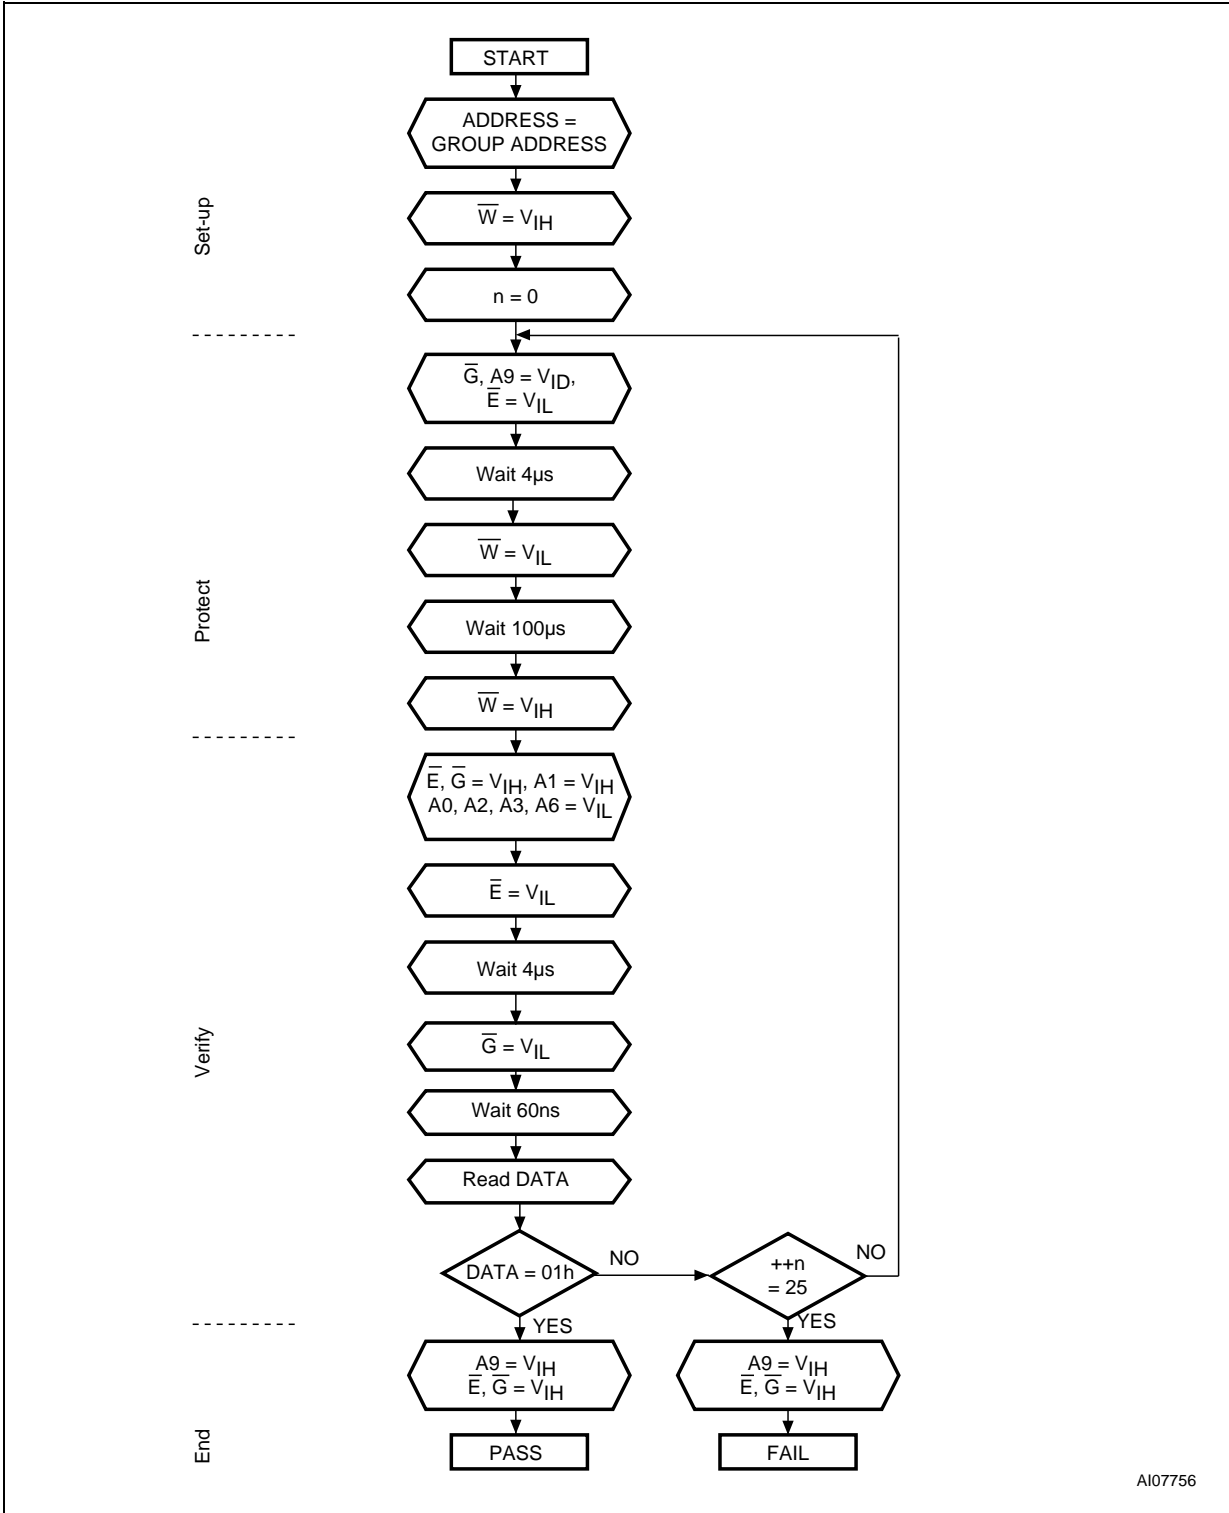 START
ADDRESS =
GROUP ADDRESS
Set-up
W̅ = VIH
n = 0
G̅, A9 = VID,
E̅ = VIL
Wait 4µs
W̅ = VIL
Protect
Wait 100µs
W̅ = VIH
E̅, G̅ = VIH, A1 = VIH
A0, A2, A3, A6 = VIL
E̅ = VIL
Wait 4µs
Verify
G̅ = VIL
Wait 60ns
Read DATA
DATA = 01h
NO
++n
= 25
NO
YES
YES
A9 = VIH
E̅, G̅ = VIH
A9 = VIH
E̅, G̅ = VIH
End
PASS
FAIL
AI07756